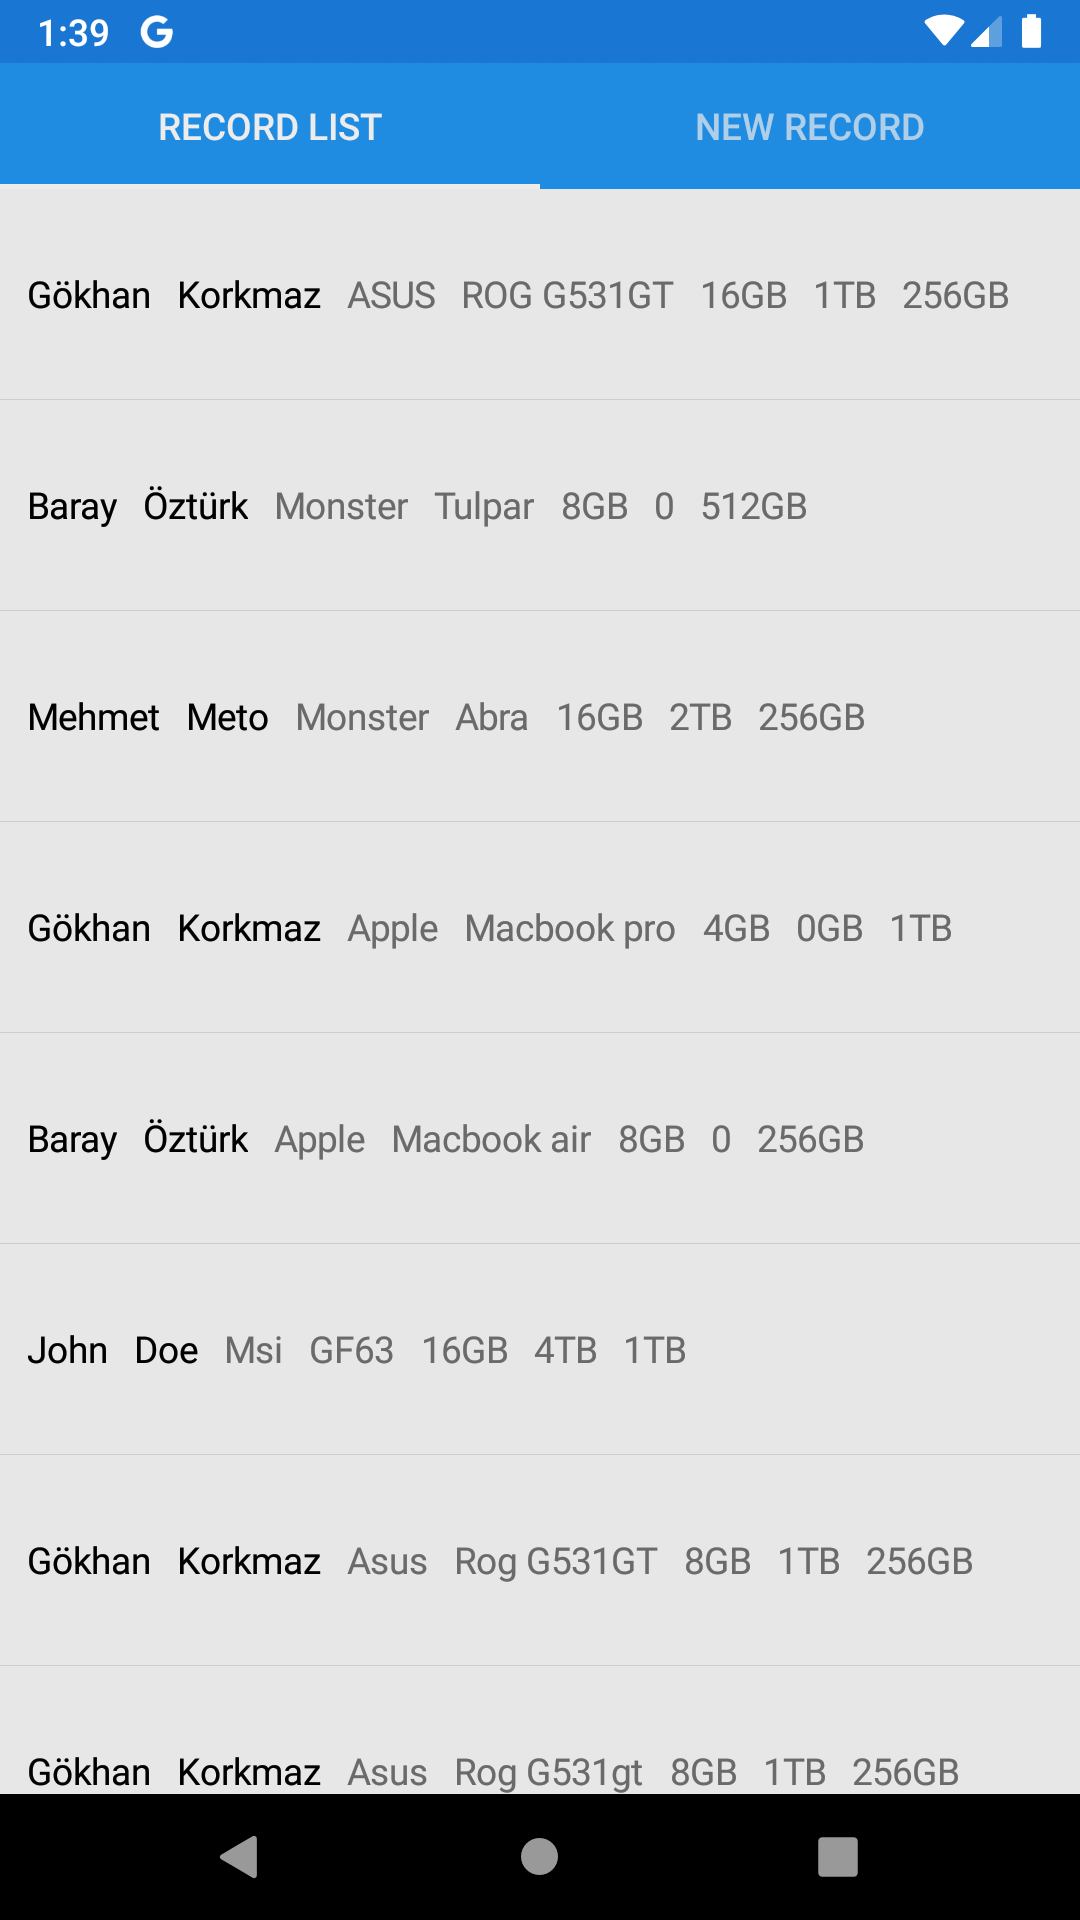 1:39 G
RECORD LIST NEW RECORD
Gökhan Korkmaz ASUS ROG G531GT 16GB 1TB 256GB
Baray Öztürk Monster Tulpar 8GB 0 512GB
Mehmet Meto Monster Abra 16GB 2TB 256GB
Gökhan Korkmaz Apple Macbook pro 4GB 0GB 1TB
Baray Öztürk Apple Macbook air 8GB 0 256GB
John Doe Msi GF63 16GB 4TB 1TB
Gökhan Korkmaz Asus Rog G531GT 8GB 1TB 256GB
Gökhan Korkmaz Asus Rog G531gt 8GB 1TB 256GB